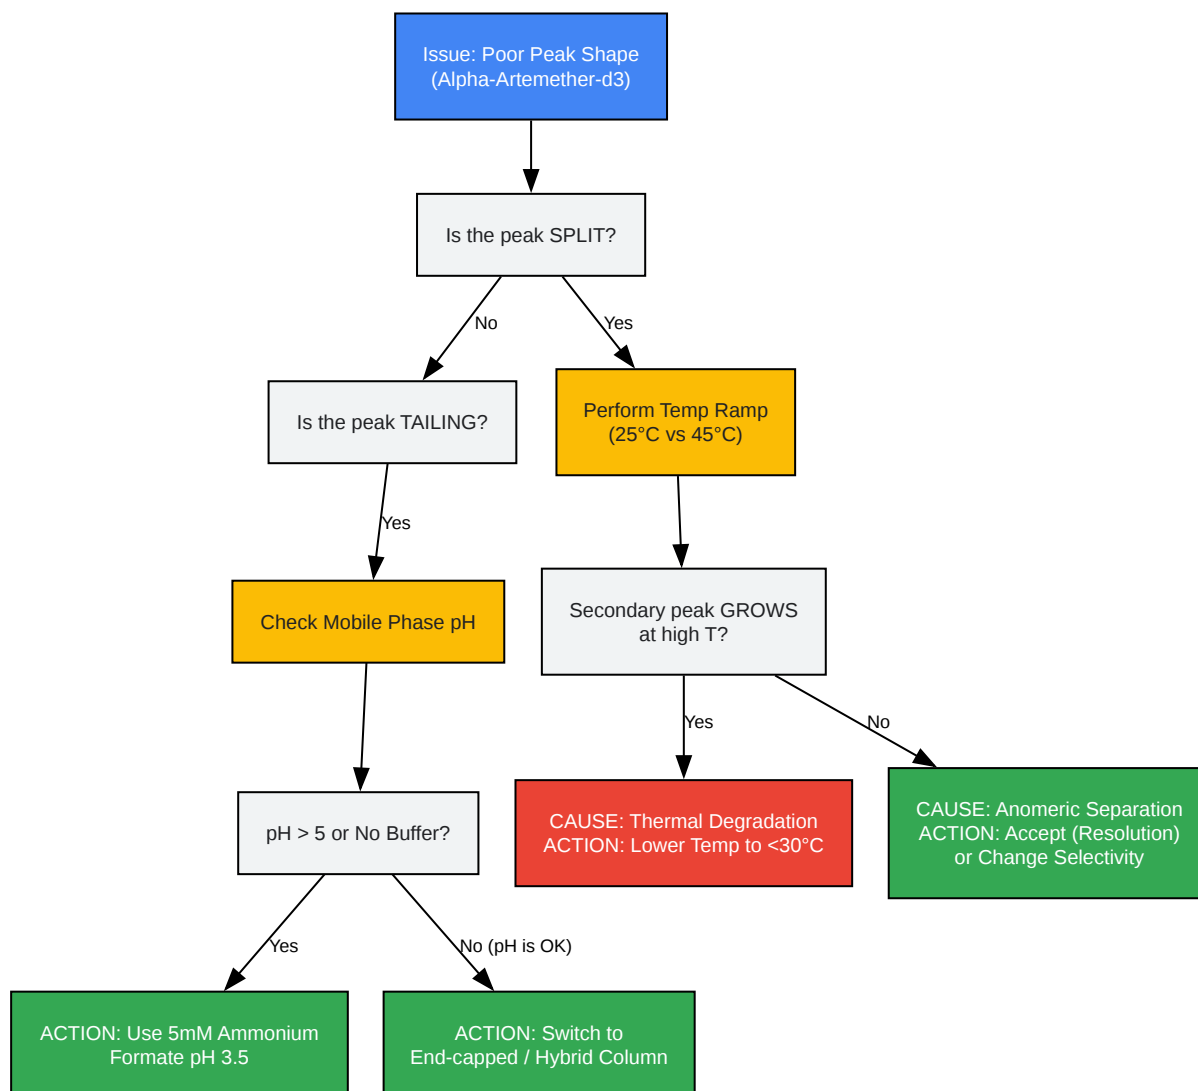 Issue: Poor Peak Shape
(Alpha-Artemether-d3)
Is the peak SPLIT?
No
Yes
Is the peak TAILING?
Perform Temp Ramp
(25°C vs 45°C)
Yes
Check Mobile Phase pH
Secondary peak GROWS
at high T?
Yes
No
pH > 5 or No Buffer?
CAUSE: Thermal Degradation
ACTION: Lower Temp to <30°C
CAUSE: Anomeric Separation
ACTION: Accept (Resolution)
or Change Selectivity
Yes
No (pH is OK)
ACTION: Use 5mM Ammonium
Formate pH 3.5
ACTION: Switch to
End-capped / Hybrid Column